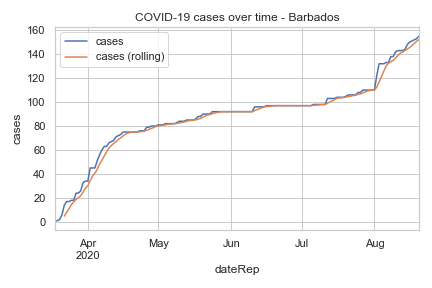 COVID-19 cases over time - Barbados
cases
cases (rolling)
160
140
120
100
80
60
40
20
0
cases
Apr
2020
May
Jun
Jul
Aug
dateRep